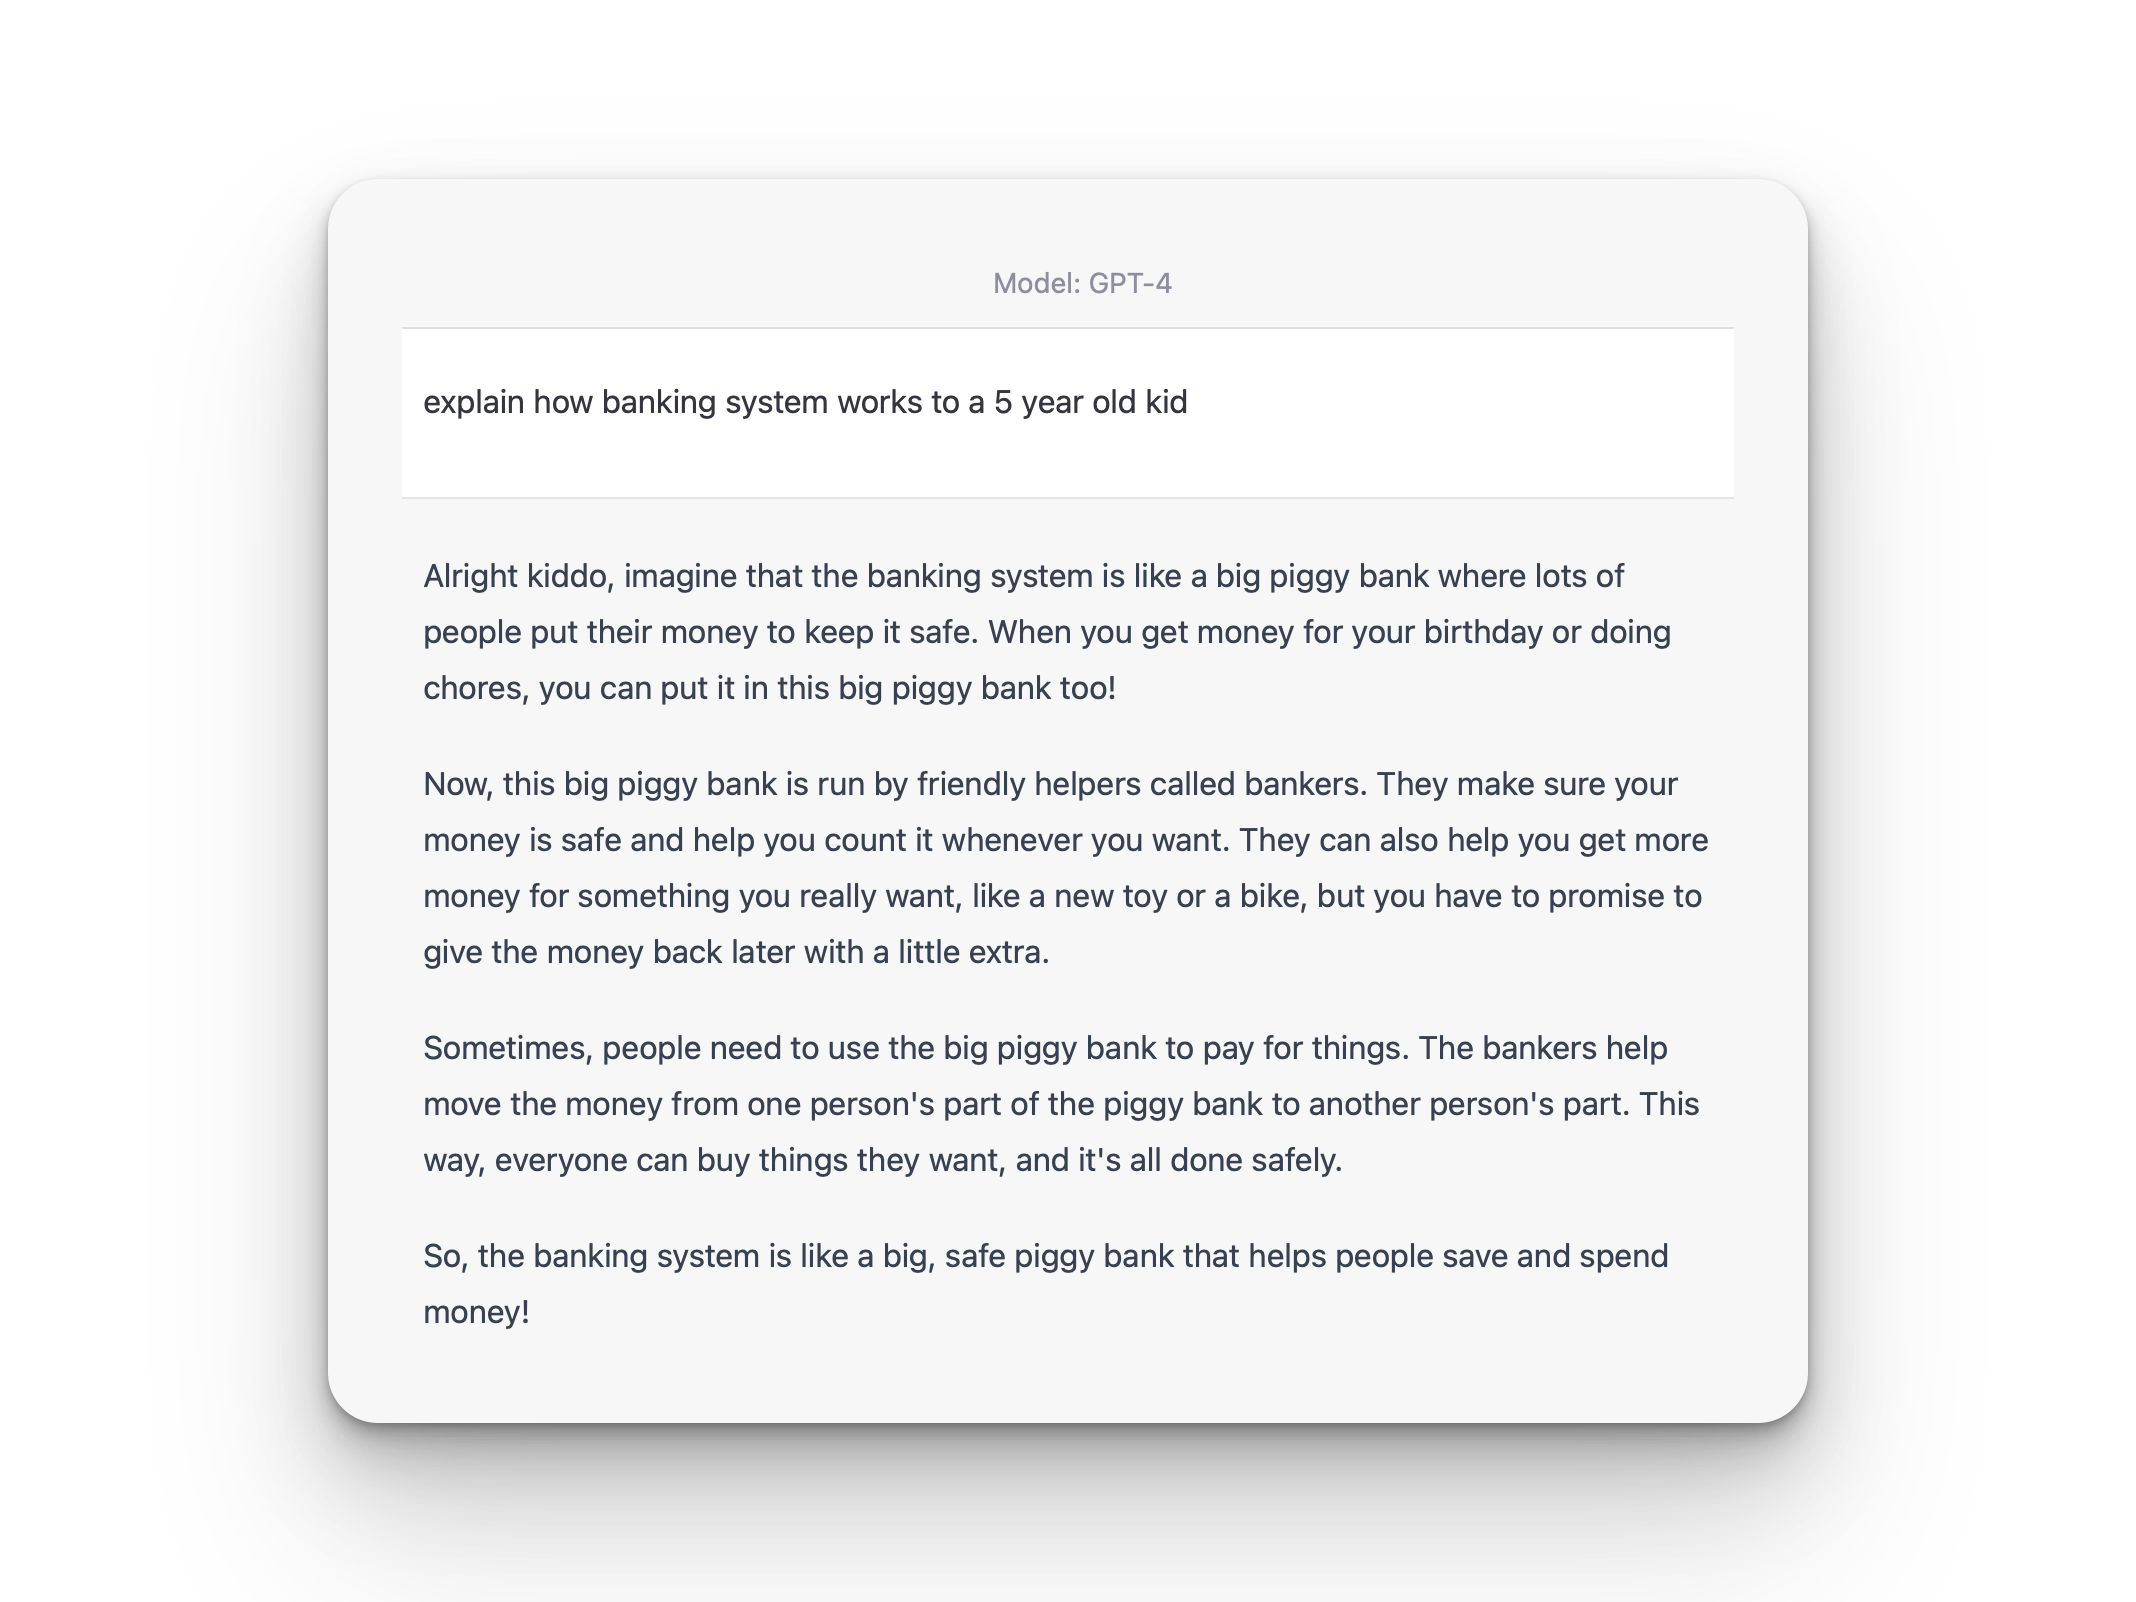 Model: GPT-4
explain how banking system works to a 5 year old kid
Alright kiddo, imagine that the banking system is like a big piggy bank where lots of
people put their money to keep it safe. When you get money for your birthday or doing
chores, you can put it in this big piggy bank too!
Now, this big piggy bank is run by friendly helpers called bankers. They make sure your
money is safe and help you count it whenever you want. They can also help you get more
money for something you really want, like a new toy or a bike, but you have to promise to
give the money back later with a little extra.
Sometimes, people need to use the big piggy bank to pay for things. The bankers help
move the money from one person's part of the piggy bank to another person's part. This
way, everyone can buy things they want, and it's all done safely.
So, the banking system is like a big, safe piggy bank that helps people save and spend
money!